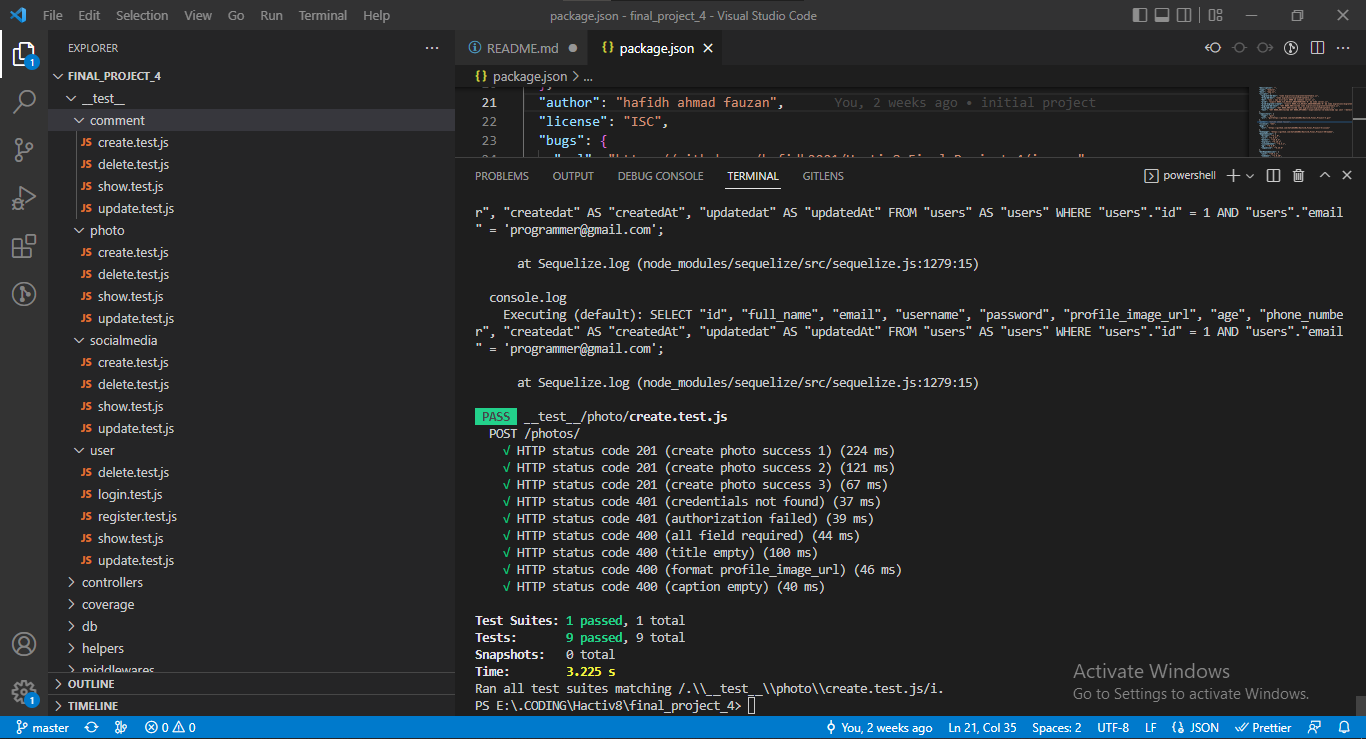 File Edit Selection View Go Run Terminal Help
package.json - final_project_4 - Visual Studio Code
EXPLORER
FINAL_PROJECT_4
__test__
comment
JS create.test.js
JS delete.test.js
JS show.test.js
JS update.test.js
photo
JS create.test.js
JS delete.test.js
JS show.test.js
JS update.test.js
socialmedia
JS create.test.js
JS delete.test.js
JS show.test.js
JS update.test.js
user
JS delete.test.js
JS login.test.js
JS register.test.js
JS show.test.js
JS update.test.js
controllers
coverage
db
helpers
middlewares
OUTLINE
TIMELINE
1
1
README.md
{} package.json
{} package.json > ...
21 "author": "hafidh ahmad fauzan", You, 2 weeks ago • initial project
22 "license": "ISC",
23 "bugs": {
PROBLEMS OUTPUT DEBUG CONSOLE TERMINAL GITLENS
powershell
r", "createdat" AS "createdAt", "updatedat" AS "updatedAt" FROM "users" AS "users" WHERE "users"."id" = 1 AND "users"."email
" = 'programmer@gmail.com';
at Sequelize.log (node_modules/sequelize/src/sequelize.js:1279:15)
console.log
Executing (default): SELECT "id", "full_name", "email", "username", "password", "profile_image_url", "age", "phone_numbe
r", "createdat" AS "createdAt", "updatedat" AS "updatedAt" FROM "users" AS "users" WHERE "users"."id" = 1 AND "users"."email
" = 'programmer@gmail.com';
at Sequelize.log (node_modules/sequelize/src/sequelize.js:1279:15)
PASS __test__/photo/create.test.js
POST /photos/
√ HTTP status code 201 (create photo success 1) (224 ms)
√ HTTP status code 201 (create photo success 2) (121 ms)
√ HTTP status code 201 (create photo success 3) (67 ms)
√ HTTP status code 401 (credentials not found) (37 ms)
√ HTTP status code 401 (authorization failed) (39 ms)
√ HTTP status code 400 (all field required) (44 ms)
√ HTTP status code 400 (title empty) (100 ms)
√ HTTP status code 400 (format profile_image_url) (46 ms)
√ HTTP status code 400 (caption empty) (40 ms)
Test Suites: 1 passed, 1 total
Tests: 9 passed, 9 total
Snapshots: 0 total
Time: 3.225 s
Ran all test suites matching /.\\__test__\\photo\\create.test.js/i.
PS E:\.CODING\Hactiv8\final_project_4>
Activate Windows
Go to Settings to activate Windows.
master
0 0
You, 2 weeks ago Ln 21, Col 35 Spaces: 2 UTF-8 LF {} JSON Prettier